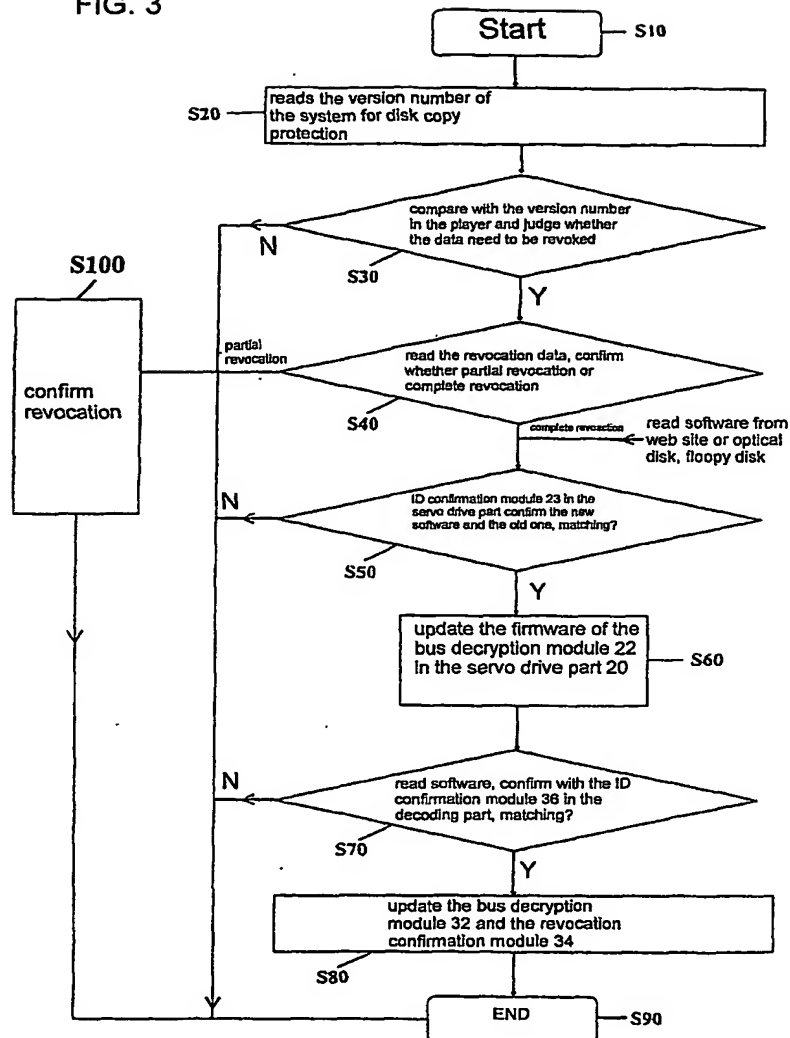 FIG. 3
Start
S10
S20
reads the version number of
the system for disk copy
protection
compare with the version number
in the player and judge whether
the data need to be revoked
N
S30
Y
S100
confirm
revocation
partial
revocation
read the revocation data, confirm
whether partial revocation or
complete revocation
S40
complete revocaction
read software from
web site or optical
disk, floopy disk
ID confirmation module 23 in the
servo drive part confirm the new
software and the old one, matching?
N
S50
Y
update the firmware of the
bus decryption module 22
in the servo drive part 20
S60
N
read software, confirm with the ID
confirmation module 36 in the
decoding part, matching?
S70
Y
update the bus decryption
module 32 and the revocation
confirmation module 34
S80
END
S90